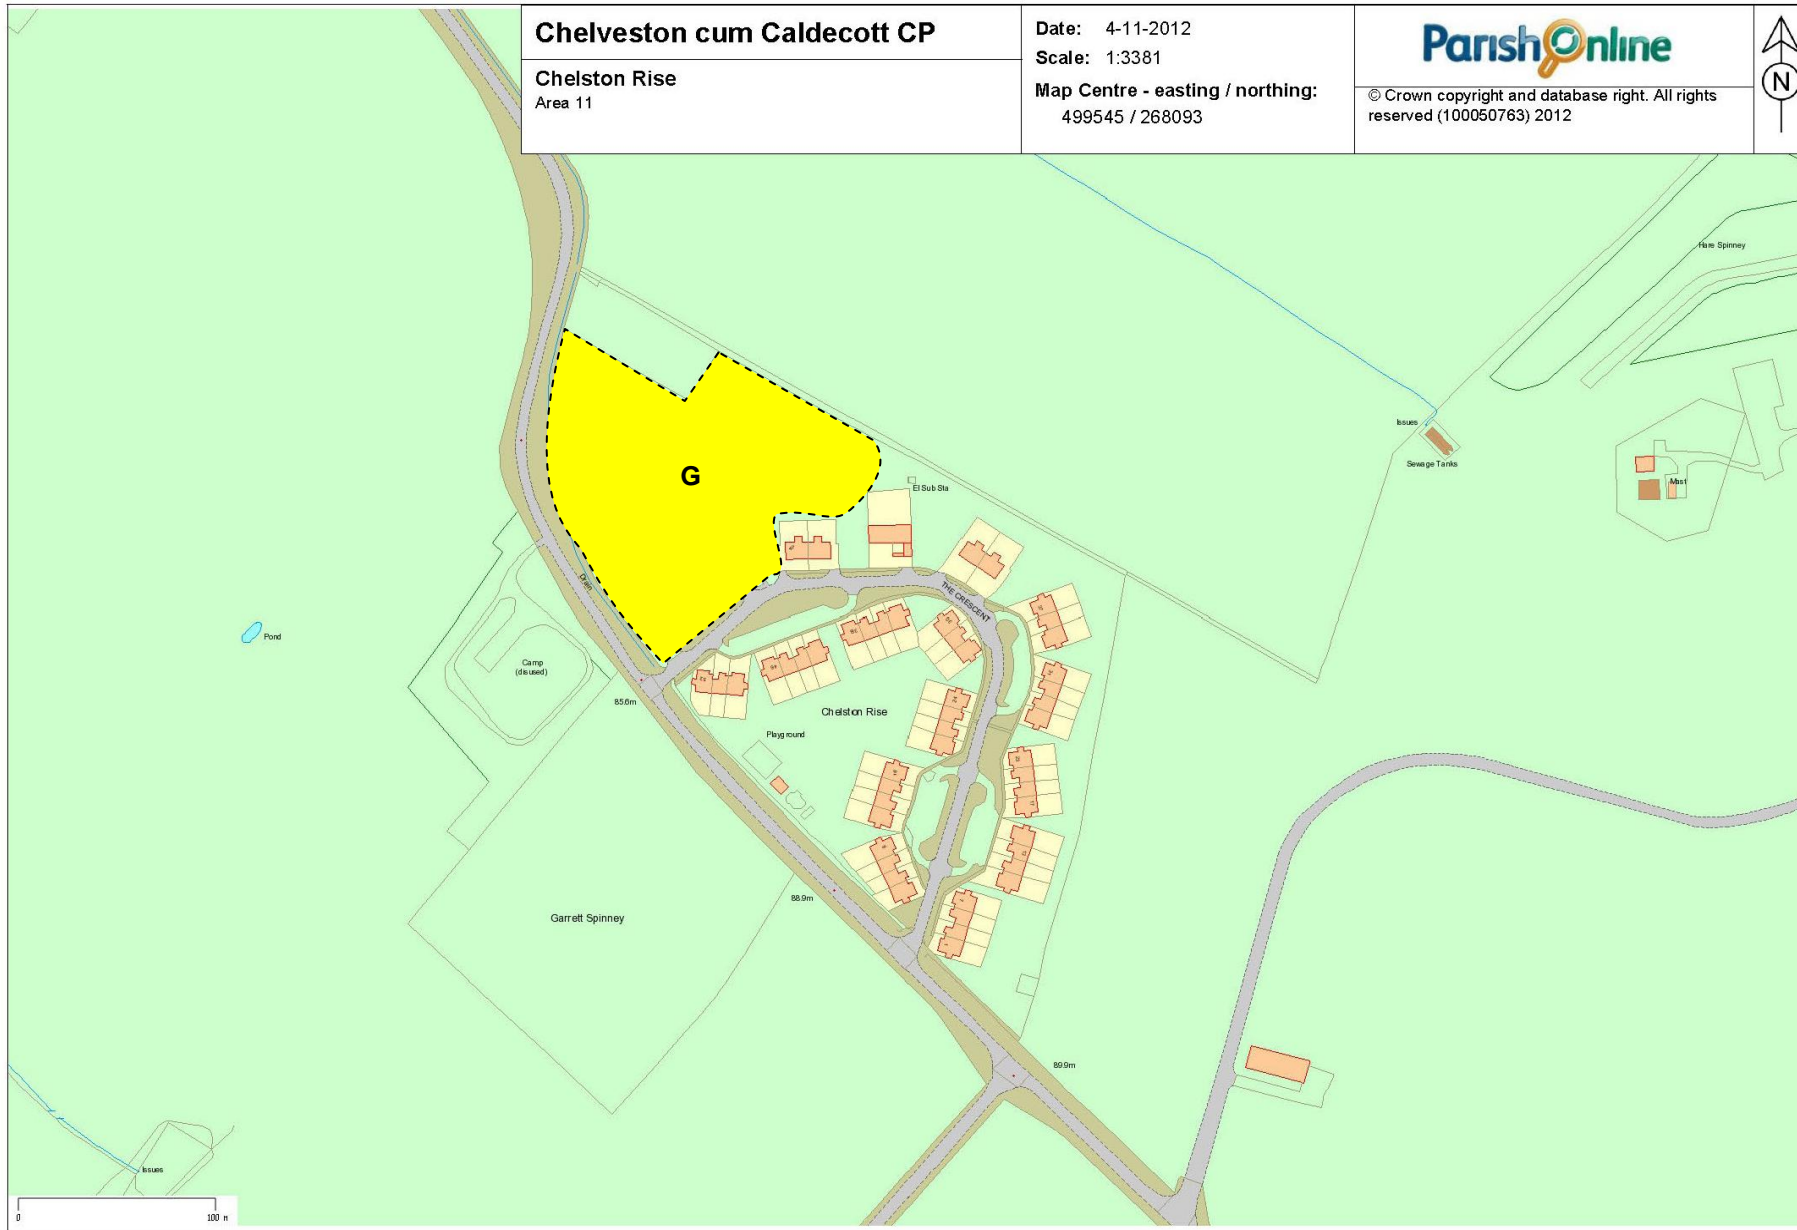 Chelveston cum Caldecott CP
Chelston Rise
Area 11
Date: 4-11-2012
Scale: 1:3381
Map Centre - easting / northing:
499545 / 268093
Parish Online
© Crown copyright and database right. All rights
reserved (100050763) 2012
N
Hare Spinney
Issues
Sewage Tanks
Mast
G
El Sub Sta
THE CRESCENT
Drain
Pond
Camp
(disused)
85.6m
Chelston Rise
Playground
88.9m
Garrett Spinney
89.9m
Issues
0 100 m